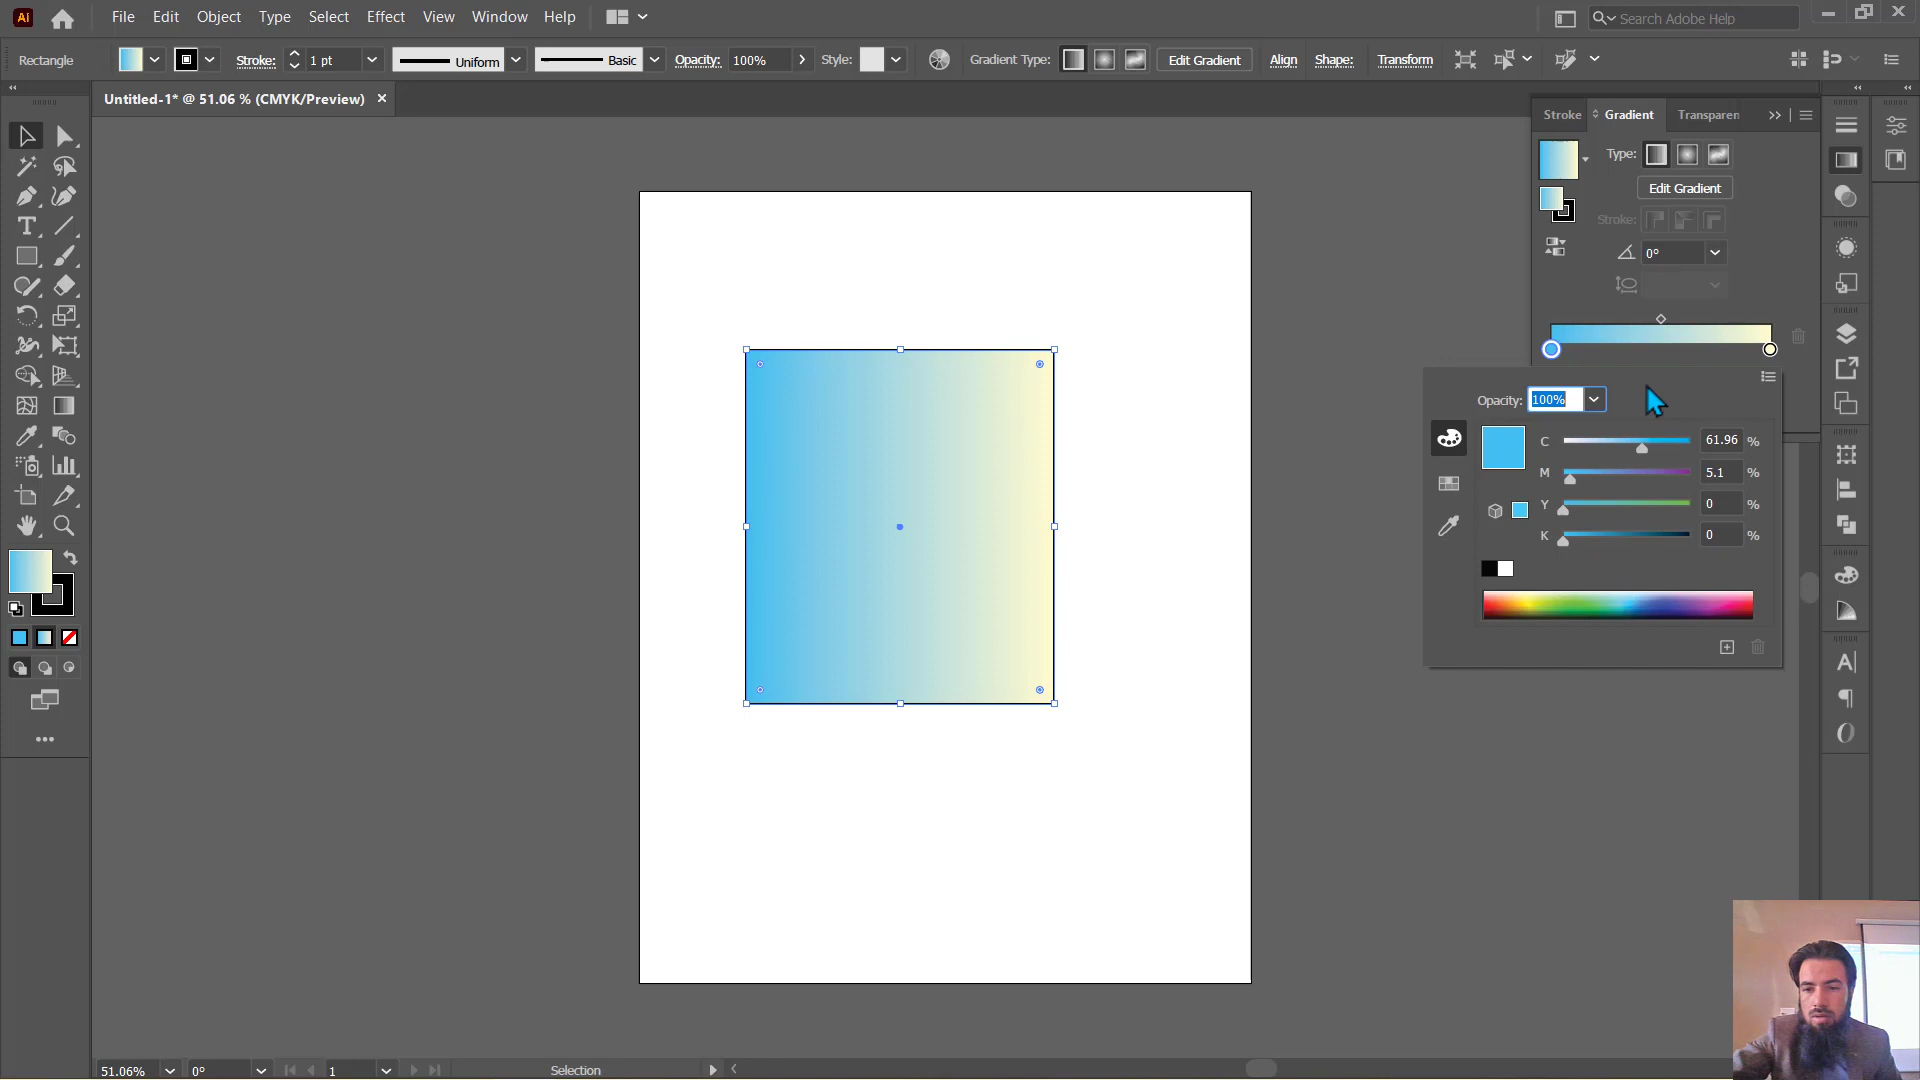 Ai File Edit Object Type Select Effect View Window Help Search Adobe Help
Rectangle Stroke: 1 pt Uniform Basic Opacity: 100% Style: Gradient Type: Edit Gradient Align Shape: Transform
Untitled-1* @ 51.06 % (CMYK/Preview)
Stroke Gradient Transparen
Type:
Edit Gradient
Stroke:
0°
Opacity: 100%
C 61.96 %
M 5.1 %
Y 0 %
K 0 %
51.06% 0° 1 Selection